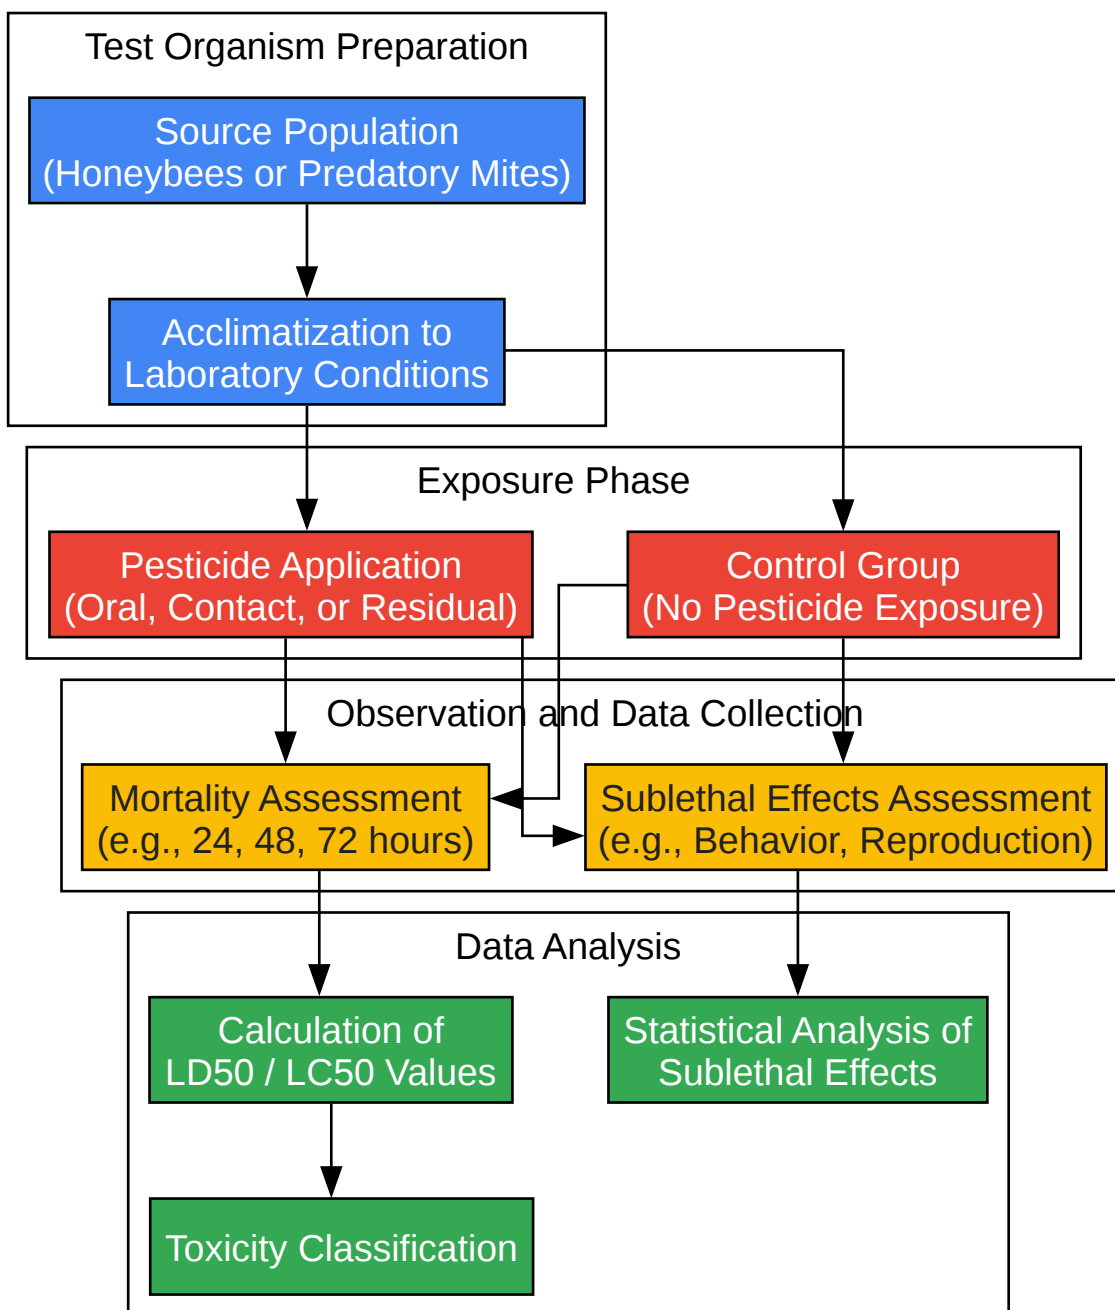 Test Organism Preparation
Source Population
(Honeybees or Predatory Mites)
Acclimatization to
Laboratory Conditions
Exposure Phase
Pesticide Application
(Oral, Contact, or Residual)
Control Group
(No Pesticide Exposure)
Observation and Data Collection
Mortality Assessment
(e.g., 24, 48, 72 hours)
Sublethal Effects Assessment
(e.g., Behavior, Reproduction)
Data Analysis
Calculation of
LD50 / LC50 Values
Statistical Analysis of
Sublethal Effects
Toxicity Classification